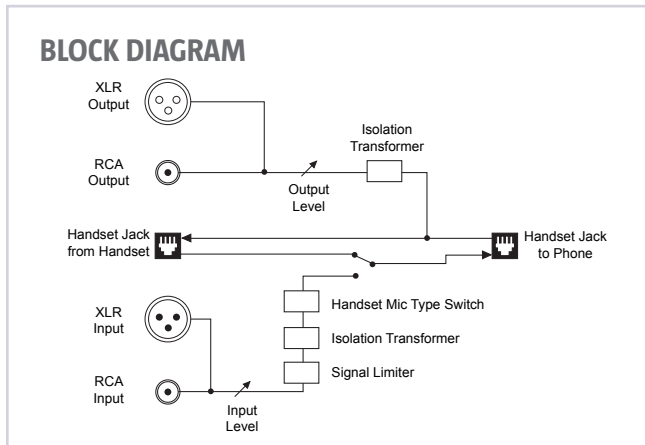 BLOCK DIAGRAM
XLR
Output
Isolation
Transformer
RCA
Output
Output
Level
Handset Jack
from Handset
Handset Jack
to Phone
Handset Mic Type Switch
XLR
Input
Isolation Transformer
Signal Limiter
RCA
Input
Input
Level